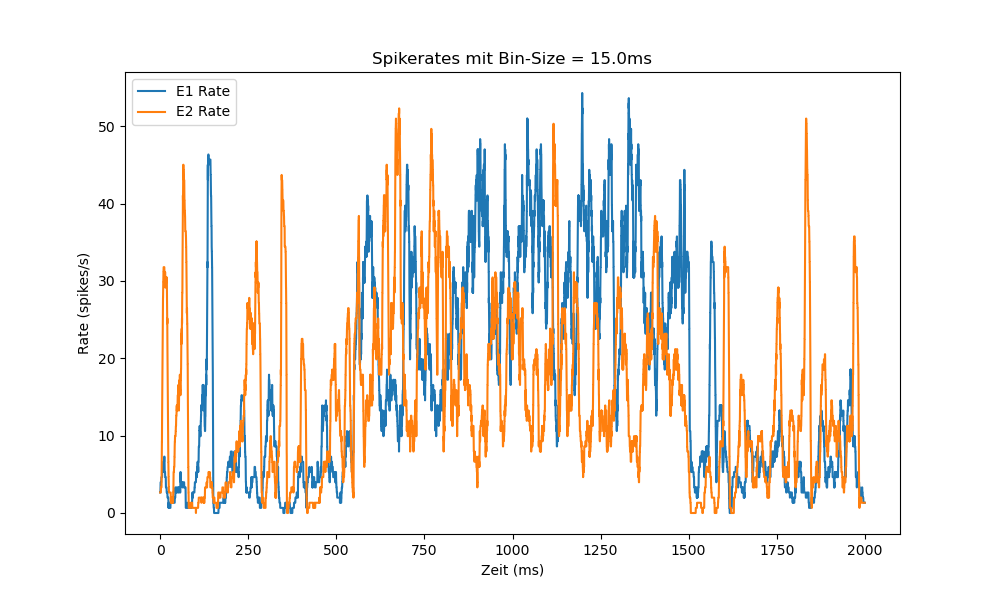 Spikerates mit Bin-Size = 15.0ms
E1 Rate
E2 Rate
50
40
30
20
10
0
Rate (spikes/s)
0 250 500 750 1000 1250 1500 1750 2000
Zeit (ms)